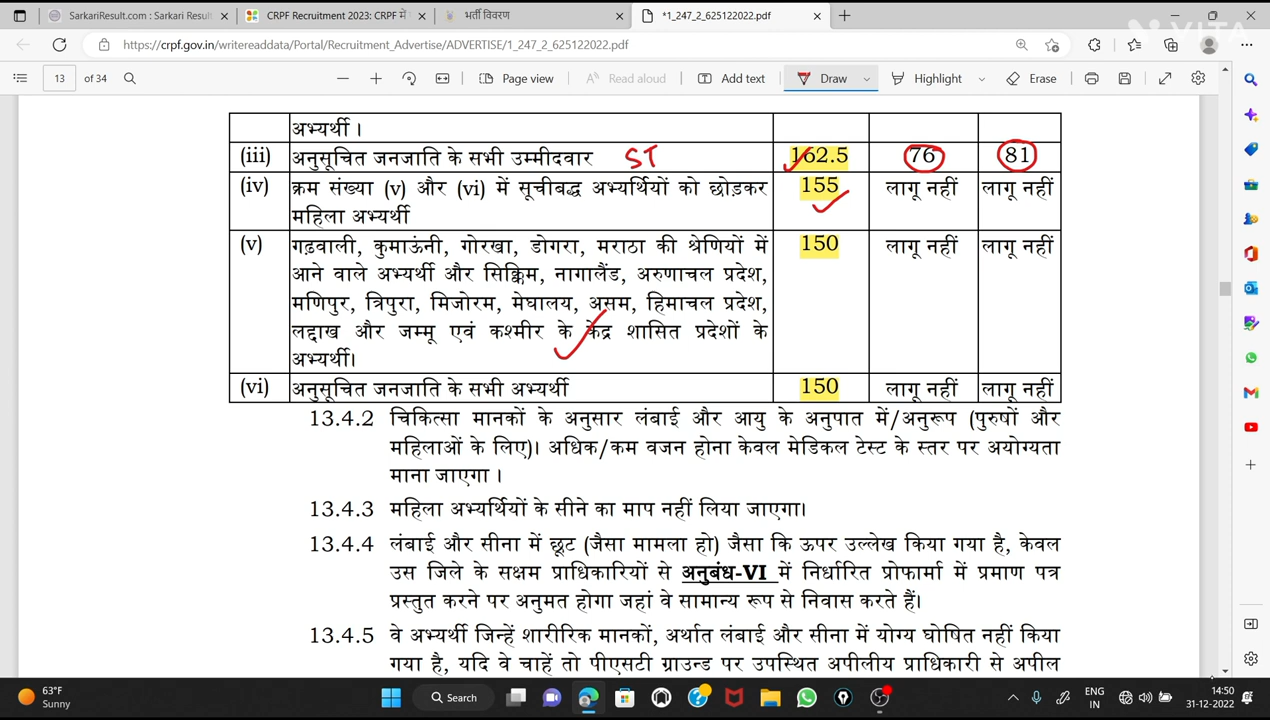 SarkariResult.com : Sarkari Result
CRPF Recruitment 2023: CRPF में
भर्ती विवरण
*1_247_2_625122022.pdf
VITA
https://crpf.gov.in/writereaddata/Portal/Recruitment_Advertise/ADVERTISE/1_247_2_625122022.pdf
13 of 34
Page view
Read aloud
Add text
Draw
Highlight
Erase
अभ्यर्थी ।
(iii) अनुसूचित जनजाति के सभी उम्मीदवार ST 162.5 76 81
(iv) क्रम संख्या (v) और (vi) में सूचीबद्ध अभ्यर्थियों को छोड़कर 155 लागू नहीं लागू नहीं
महिला अभ्यर्थी
(v) गढ़वाली, कुमाऊंनी, गोरखा, डोगरा, मराठा की श्रेणियों में 150 लागू नहीं लागू नहीं
आने वाले अभ्यर्थी और सिक्किम, नागालैंड, अरुणाचल प्रदेश,
मणिपुर, त्रिपुरा, मिजोरम, मेघालय, असम, हिमाचल प्रदेश,
लद्दाख और जम्मू एवं कश्मीर के केंद्र शासित प्रदेशों के
अभ्यर्थी।
(vi) अनुसूचित जनजाति के सभी अभ्यर्थी 150 लागू नहीं लागू नहीं
13.4.2 चिकित्सा मानकों के अनुसार लंबाई और आयु के अनुपात में/अनुरूप (पुरुषों और
महिलाओं के लिए)। अधिक/कम वजन होना केवल मेडिकल टेस्ट के स्तर पर अयोग्यता
माना जाएगा ।
13.4.3 महिला अभ्यर्थियों के सीने का माप नहीं लिया जाएगा।
13.4.4 लंबाई और सीना में छूट (जैसा मामला हो) जैसा कि ऊपर उल्लेख किया गया है, केवल
उस जिले के सक्षम प्राधिकारियों से अनुबंध-VI में निर्धारित प्रोफार्मा में प्रमाण पत्र
प्रस्तुत करने पर अनुमत होगा जहां वे सामान्य रूप से निवास करते हैं।
13.4.5 वे अभ्यर्थी जिन्हें शारीरिक मानकों, अर्थात लंबाई और सीना में योग्य घोषित नहीं किया
गया है, यदि वे चाहें तो पीएसटी ग्राउन्ड पर उपस्थित अपीलीय प्राधिकारी से अपील
63°F
Sunny
Search
ENG
IN
14:50
31-12-2022